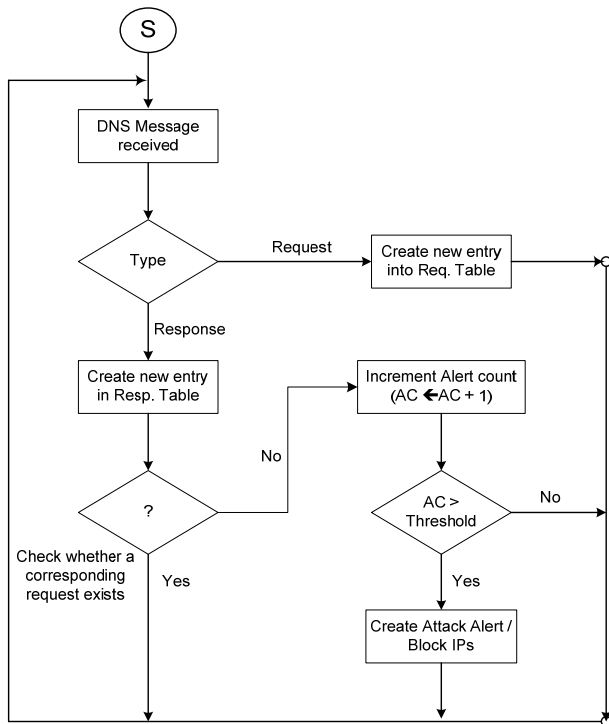 S
DNS Message
received
Type
Request
Create new entry
into Req. Table
Response
Create new entry
in Resp. Table
Increment Alert count
(AC ←AC + 1)
No
?
AC >
Threshold
No
Check whether a
corresponding
request exists
Yes
Yes
Create Attack Alert /
Block IPs